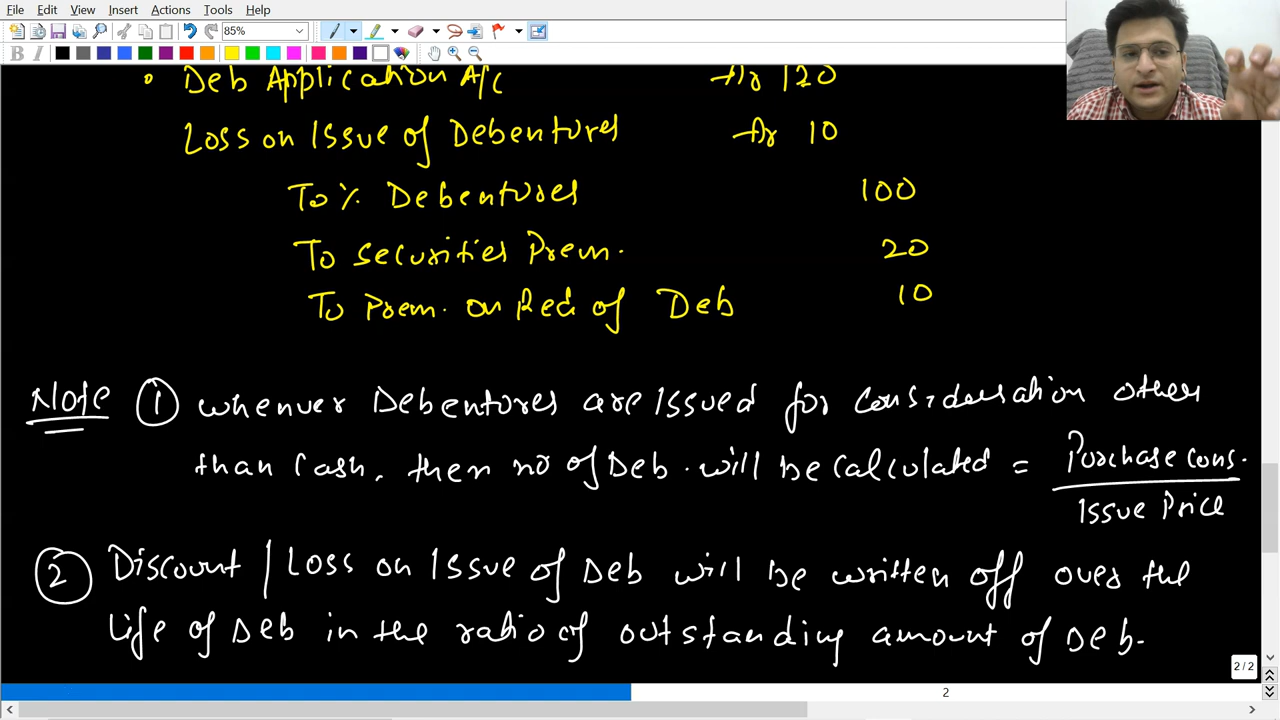 File Edit View Insert Actions Tools Help
85%
B I
• Deb Application A/c Dr 120
Loss on Issue of Debentures Dr 10
To % Debentures 100
To Securities Prem. 20
To Prem. on Red of Deb 10
Note ① whenver Debentures are Issued for Consideration other
than Cash, then no of Deb. will be Calculated = Purchase cons. / Issue Price
② Discount / Loss on Issue of Deb will be written off over the
life of Deb in the ratio of outstanding amount of Deb.
2 / 2
2